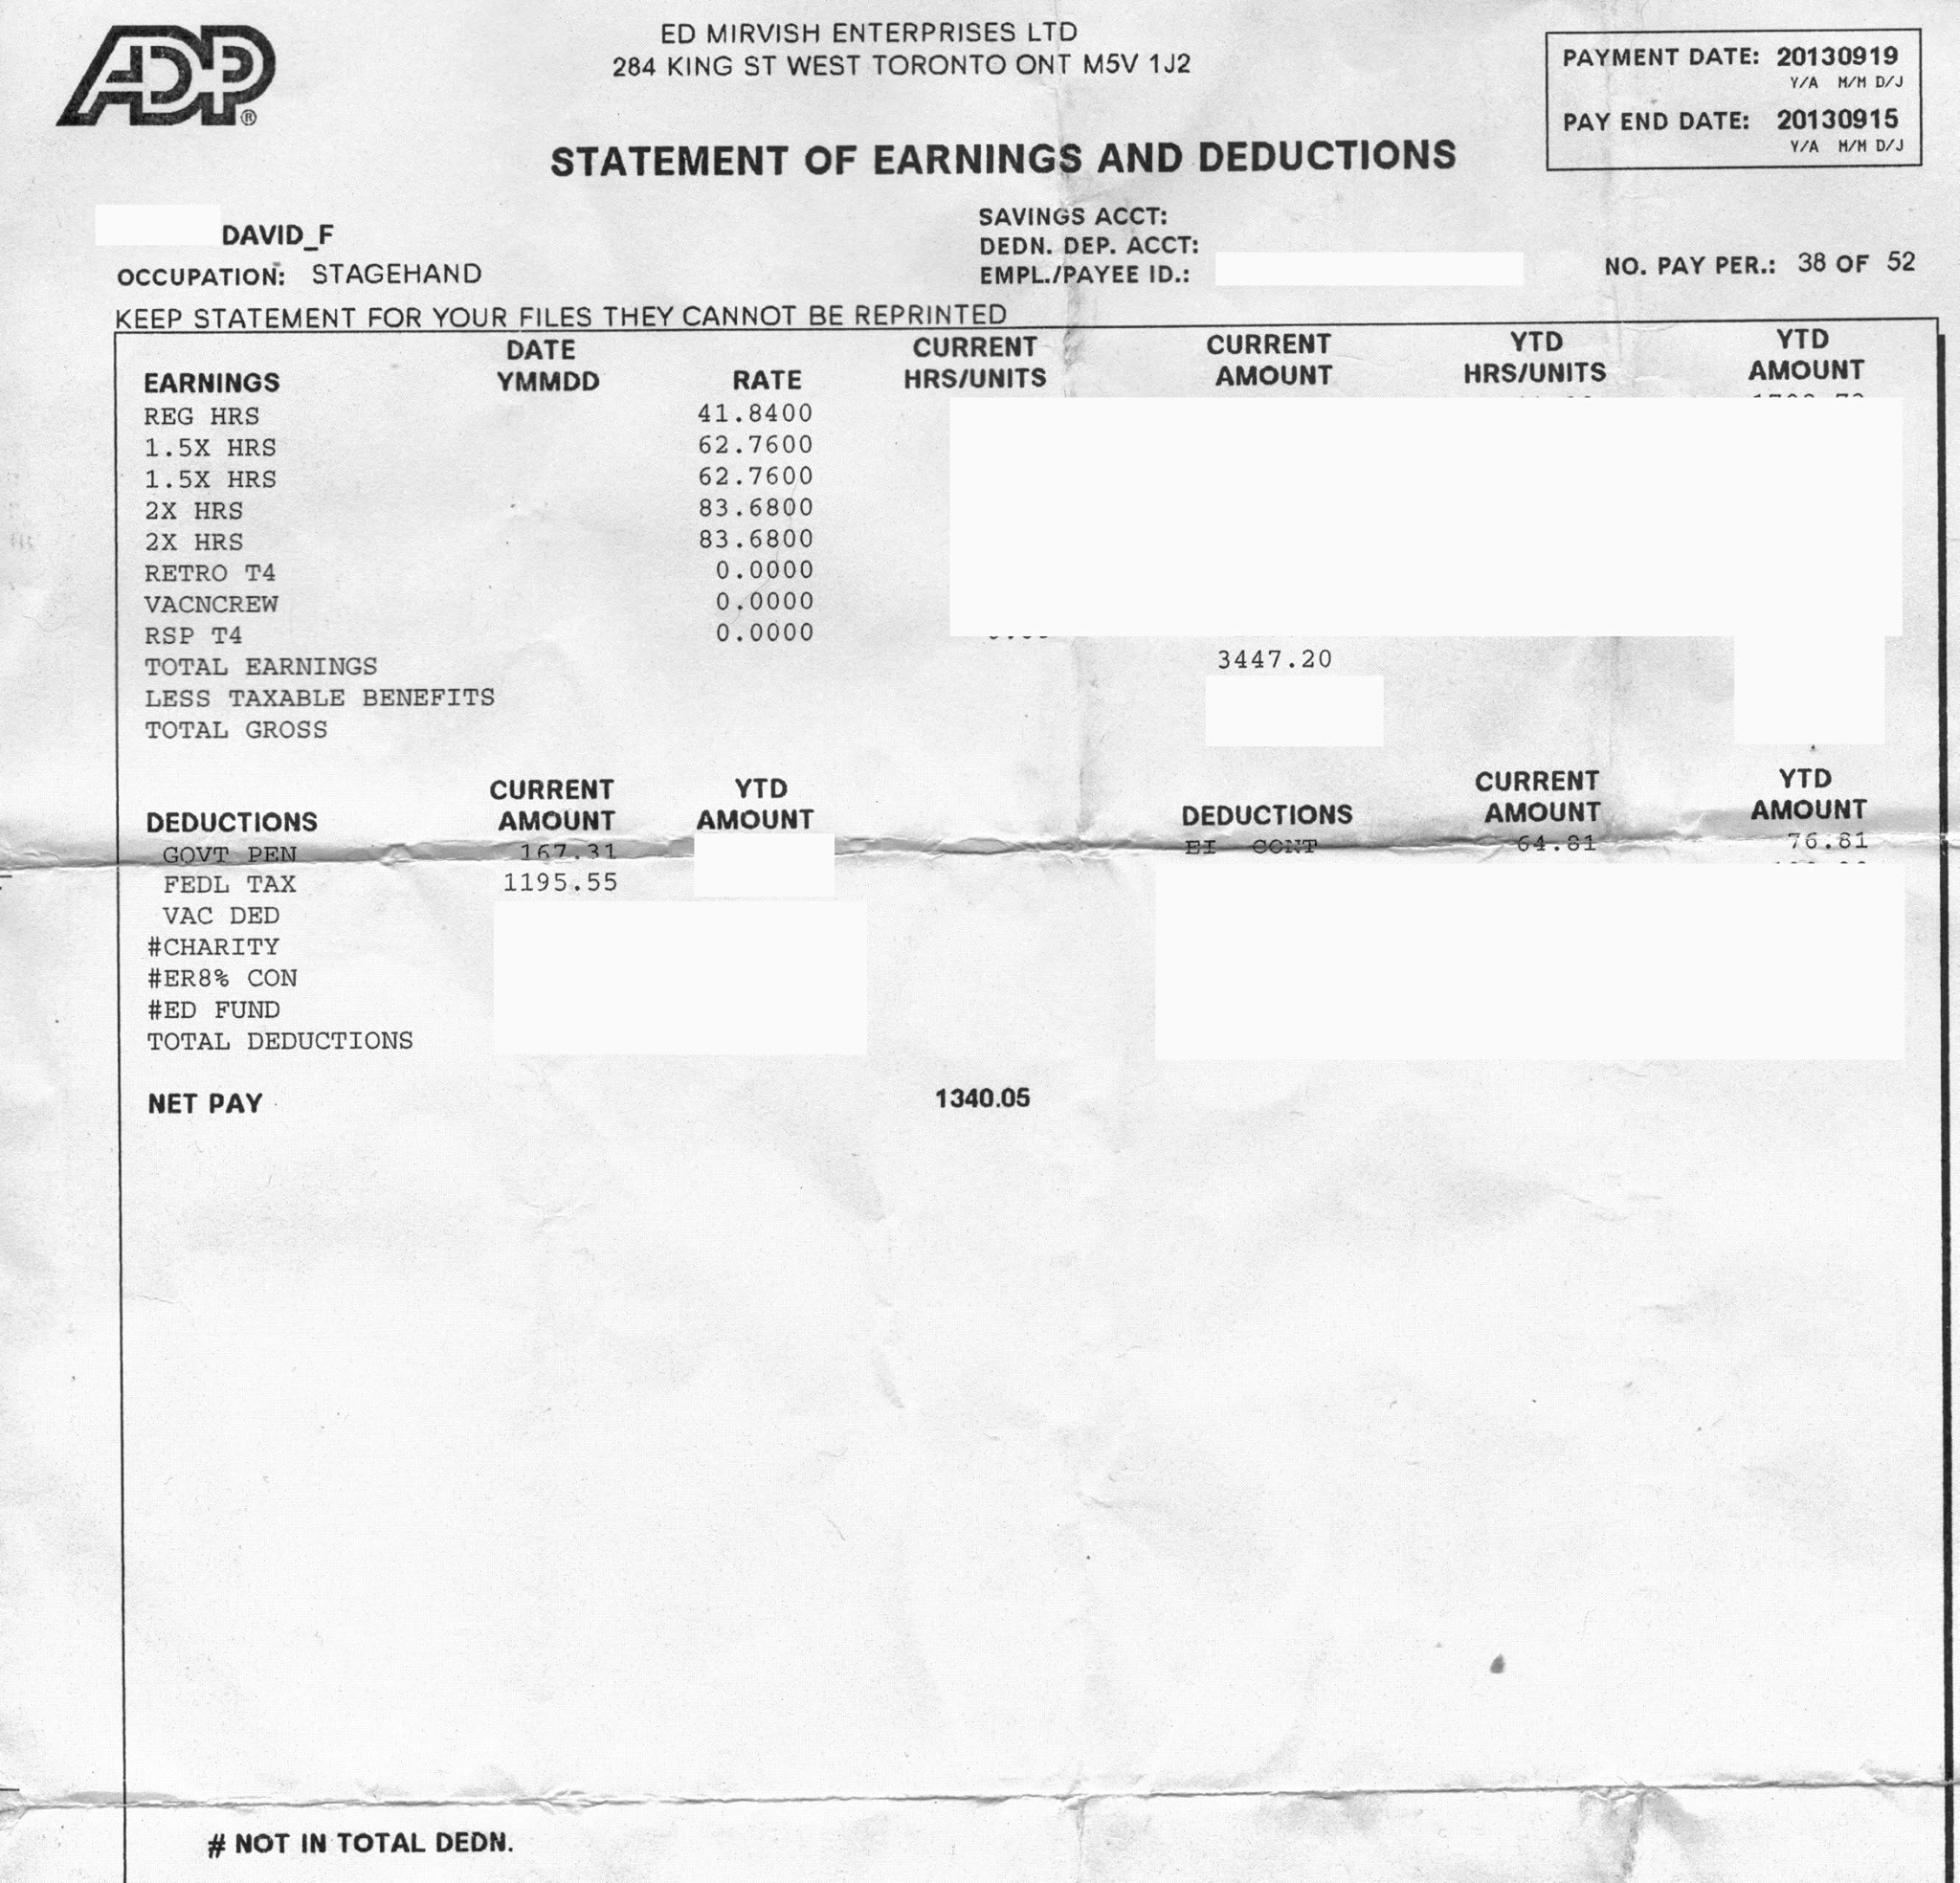 ADP®
ED MIRVISH ENTERPRISES LTD
284 KING ST WEST TORONTO ONT M5V 1J2
PAYMENT DATE: 20130919
Y/A M/M D/J
PAY END DATE: 20130915
Y/A M/M D/J
STATEMENT OF EARNINGS AND DEDUCTIONS
DAVID_F
OCCUPATION: STAGEHAND
SAVINGS ACCT:
DEDN. DEP. ACCT:
EMPL./PAYEE ID.:
NO. PAY PER.: 38 OF 52
KEEP STATEMENT FOR YOUR FILES THEY CANNOT BE REPRINTED
DATE CURRENT CURRENT YTD YTD
EARNINGS YMMDD RATE HRS/UNITS AMOUNT HRS/UNITS AMOUNT
REG HRS 41.8400
1.5X HRS 62.7600
1.5X HRS 62.7600
2X HRS 83.6800
2X HRS 83.6800
RETRO T4 0.0000
VACNCREW 0.0000
RSP T4 0.0000
TOTAL EARNINGS 3447.20
LESS TAXABLE BENEFITS
TOTAL GROSS
CURRENT YTD CURRENT YTD
DEDUCTIONS AMOUNT AMOUNT DEDUCTIONS AMOUNT AMOUNT
GOVT PEN 167.31 EI CONT 64.81 76.81
FEDL TAX 1195.55
VAC DED
#CHARITY
#ER8% CON
#ED FUND
TOTAL DEDUCTIONS
NET PAY 1340.05
# NOT IN TOTAL DEDN.